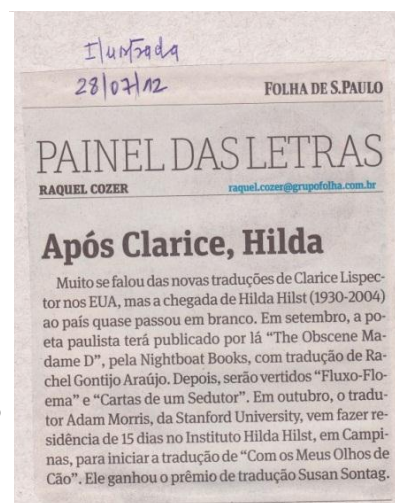 Ilustrada
28/07/12
FOLHA DE S.PAULO
PAINEL DAS LETRAS
RAQUEL COZER raquel.cozer@grupofolha.com.br
Após Clarice, Hilda
Muito se falou das novas traduções de Clarice Lispec-
tor nos EUA, mas a chegada de Hilda Hilst (1930-2004)
ao país quase passou em branco. Em setembro, a po-
eta paulista terá publicado por lá “The Obscene Ma-
dame D”, pela Nightboat Books, com tradução de Ra-
chel Gontijo Araújo. Depois, serão vertidos “Fluxo-Flo-
ema” e “Cartas de um Sedutor”. Em outubro, o tradu-
tor Adam Morris, da Stanford University, vem fazer re-
sidência de 15 dias no Instituto Hilda Hilst, em Campi-
nas, para iniciar a tradução de “Com os Meus Olhos de
Cão”. Ele ganhou o prêmio de tradução Susan Sontag.